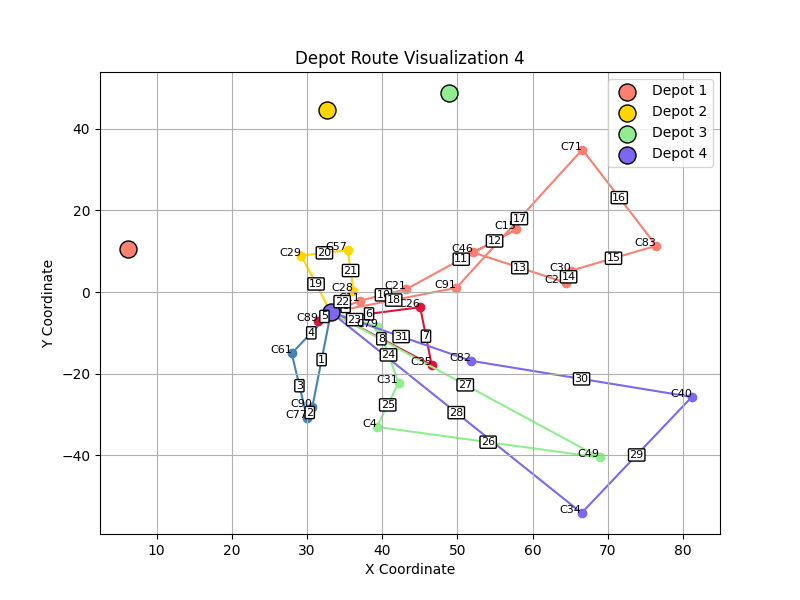 Depot Route Visualization 4
Depot 1
Depot 2
Depot 3
Depot 4
Y Coordinate
X Coordinate
40
20
0
−20
−40
10
20
30
40
50
60
70
80
C71
C83
C46
C30
C91
C21
C29
C57
C28
C26
C89
C61
C90
C77
C35
C82
C31
C4
C49
C40
C34
1
2
3
4
5
6
7
8
11
12
13
14
15
16
17
18
19
20
21
22
23
24
25
26
27
28
29
30
31